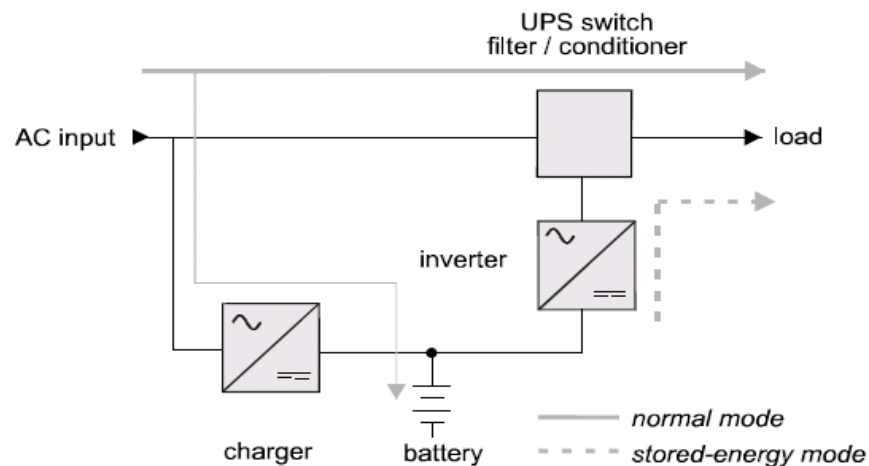 UPS switch
filter / conditioner
AC input
load
inverter
charger
battery
normal mode
stored-energy mode